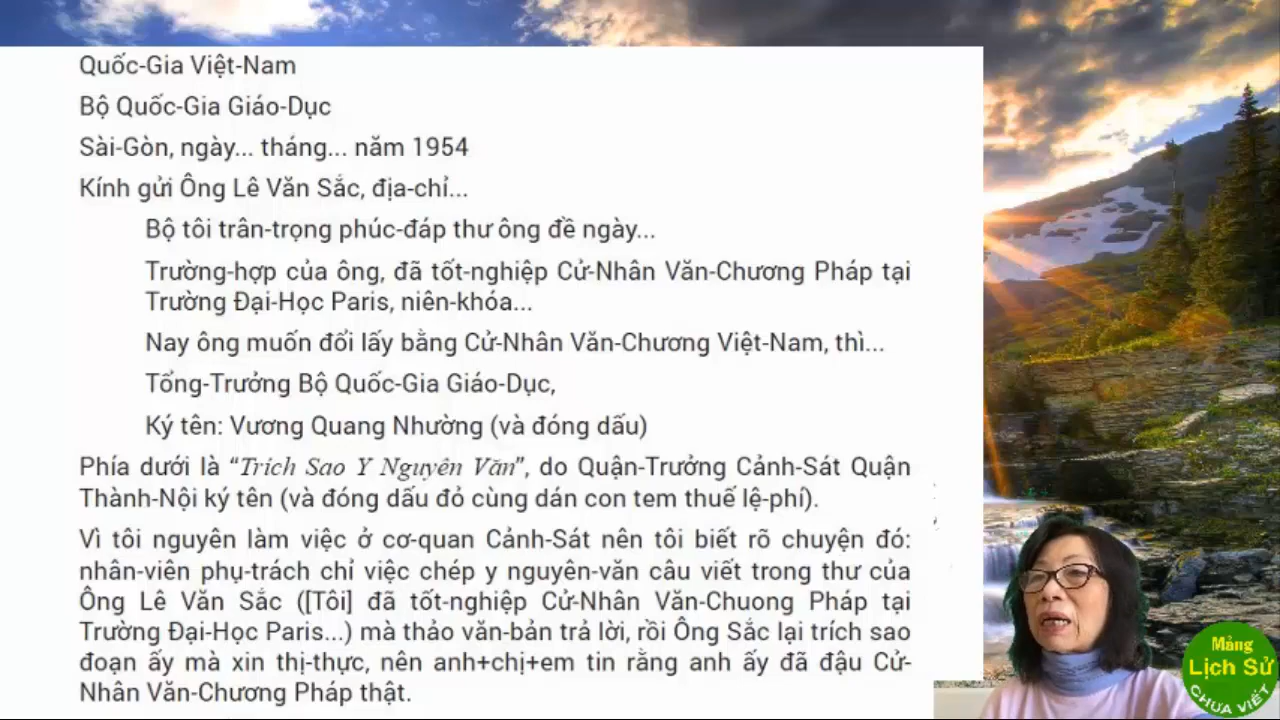 Quốc-Gia Việt-Nam
Bộ Quốc-Gia Giáo-Dục
Sài-Gòn, ngày... tháng... năm 1954
Kính gửi Ông Lê Văn Sắc, địa-chỉ...
Bộ tôi trân-trọng phúc-đáp thư ông đề ngày...
Trường-hợp của ông, đã tốt-nghiệp Cử-Nhân Văn-Chương Pháp tại
Trường Đại-Học Paris, niên-khóa...
Nay ông muốn đổi lấy bằng Cử-Nhân Văn-Chương Việt-Nam, thì...
Tổng-Trưởng Bộ Quốc-Gia Giáo-Dục,
Ký tên: Vương Quang Nhường (và đóng dấu)
Phía dưới là “Trích Sao Y Nguyên Văn”, do Quận-Trưởng Cảnh-Sát Quận
Thành-Nội ký tên (và đóng dấu đỏ cùng dán con tem thuế lệ-phí).
Vì tôi nguyên làm việc ở cơ-quan Cảnh-Sát nên tôi biết rõ chuyện đó:
nhân-viên phụ-trách chỉ việc chép y nguyên-văn câu viết trong thư của
Ông Lê Văn Sắc ([Tôi] đã tốt-nghiệp Cử-Nhân Văn-Chuong Pháp tại
Trường Đại-Học Paris...) mà thảo văn-bản trả lời, rồi Ông Sắc lại trích sao
đoạn ấy mà xin thị-thực, nên anh+chị+em tin rằng anh ấy đã đậu Cử-
Nhân Văn-Chương Pháp thật.
Mảng
Lịch Sử
CHƯA VIẾT